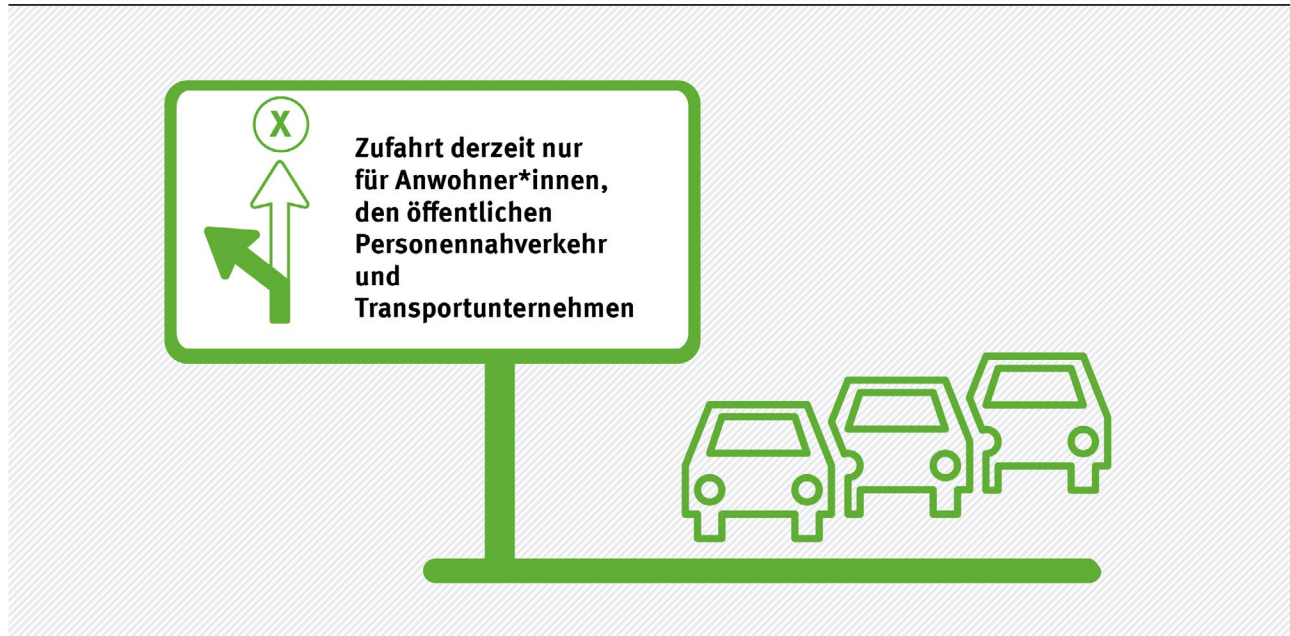 X
Zufahrt derzeit nur
für Anwohner*innen,
den öffentlichen
Personennahverkehr
und
Transportunternehmen